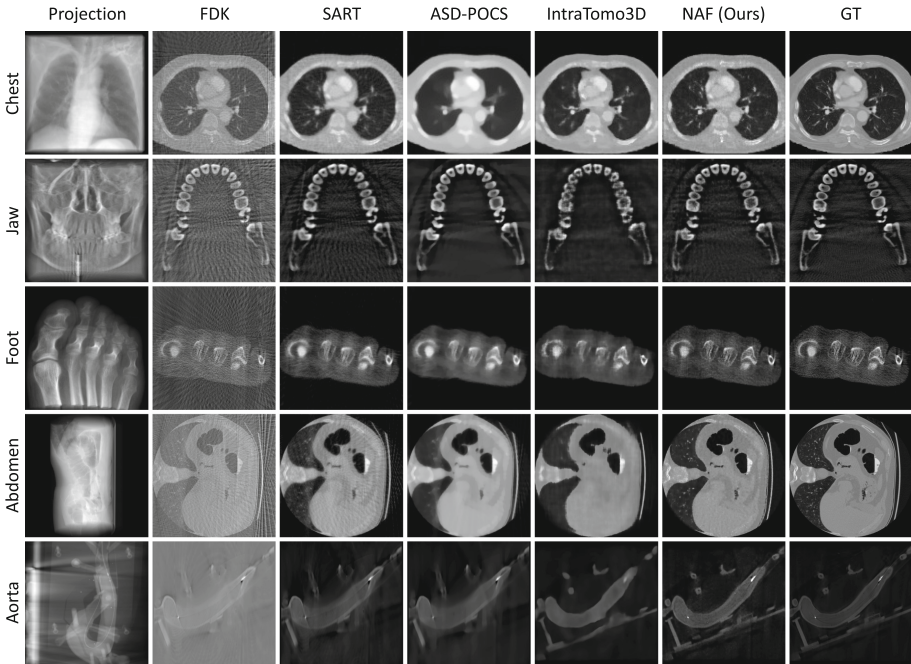 Projection FDK SART ASD-POCS IntraTomo3D NAF (Ours) GT
Chest
Jaw
Foot
Abdomen
Aorta